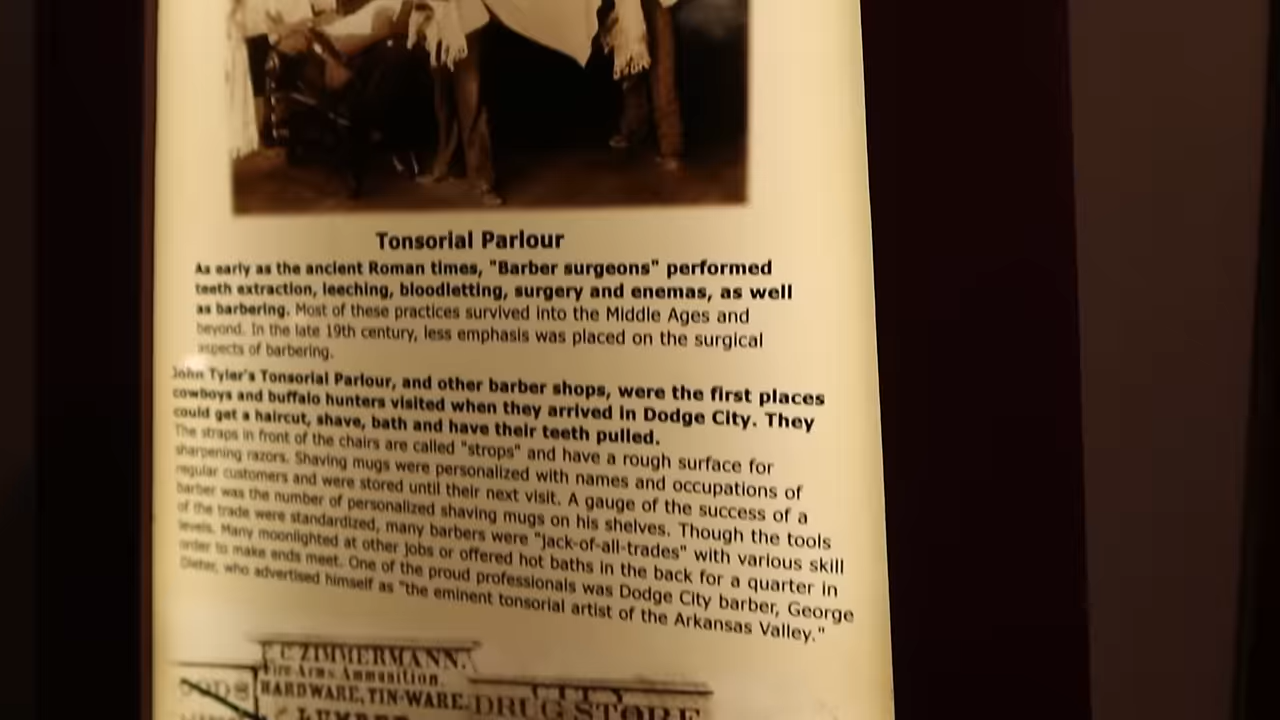 Tonsorial Parlour
As early as the ancient Roman times, "Barber surgeons" performed
teeth extraction, leeching, bloodletting, surgery and enemas, as well
as barbering. Most of these practices survived into the Middle Ages and
beyond. In the late 19th century, less emphasis was placed on the surgical
aspects of barbering.
John Tyler's Tonsorial Parlour, and other barber shops, were the first places
cowboys and buffalo hunters visited when they arrived in Dodge City. They
could get a haircut, shave, bath and have their teeth pulled.
The straps in front of the chairs are called "strops" and have a rough surface for
sharpening razors. Shaving mugs were personalized with names and occupations of
regular customers and were stored until their next visit. A gauge of the success of a
barber was the number of personalized shaving mugs on his shelves. Though the tools
of the trade were standardized, many barbers were "jack-of-all-trades" with various skill
levels. Many moonlighted at other jobs or offered hot baths in the back for a quarter in
order to make ends meet. One of the proud professionals was Dodge City barber, George
Dieter, who advertised himself as "the eminent tonsorial artist of the Arkansas Valley."
F. C. ZIMMERMANN.
Fire Arms Ammunition
HARDWARE, TIN-WARE.
CITY
DRUG STORE
LUMBER